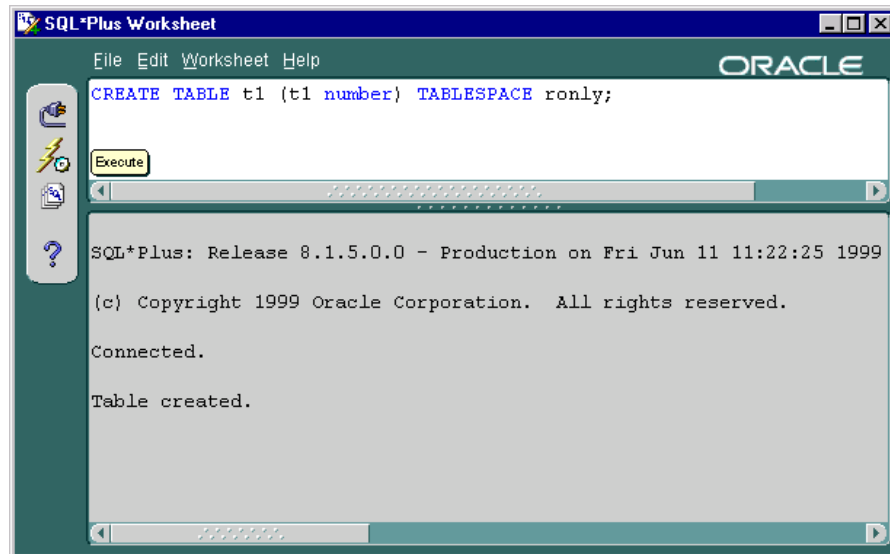 SQL*Plus Worksheet
File Edit Worksheet Help
ORACLE
CREATE TABLE t1 (t1 number) TABLESPACE ronly;
Execute
SQL*Plus: Release 8.1.5.0.0 - Production on Fri Jun 11 11:22:25 1999
(c) Copyright 1999 Oracle Corporation.  All rights reserved.
Connected.
Table created.